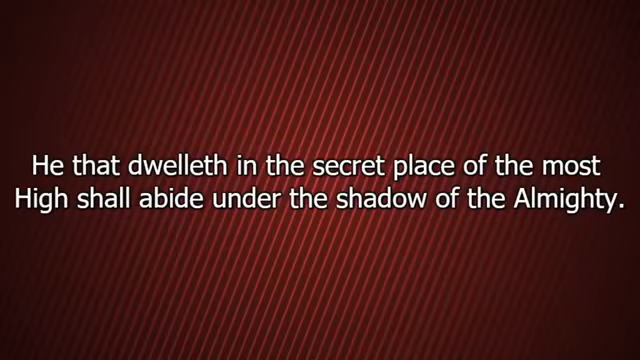 He that dwelleth in the secret place of the most
High shall abide under the shadow of the Almighty.